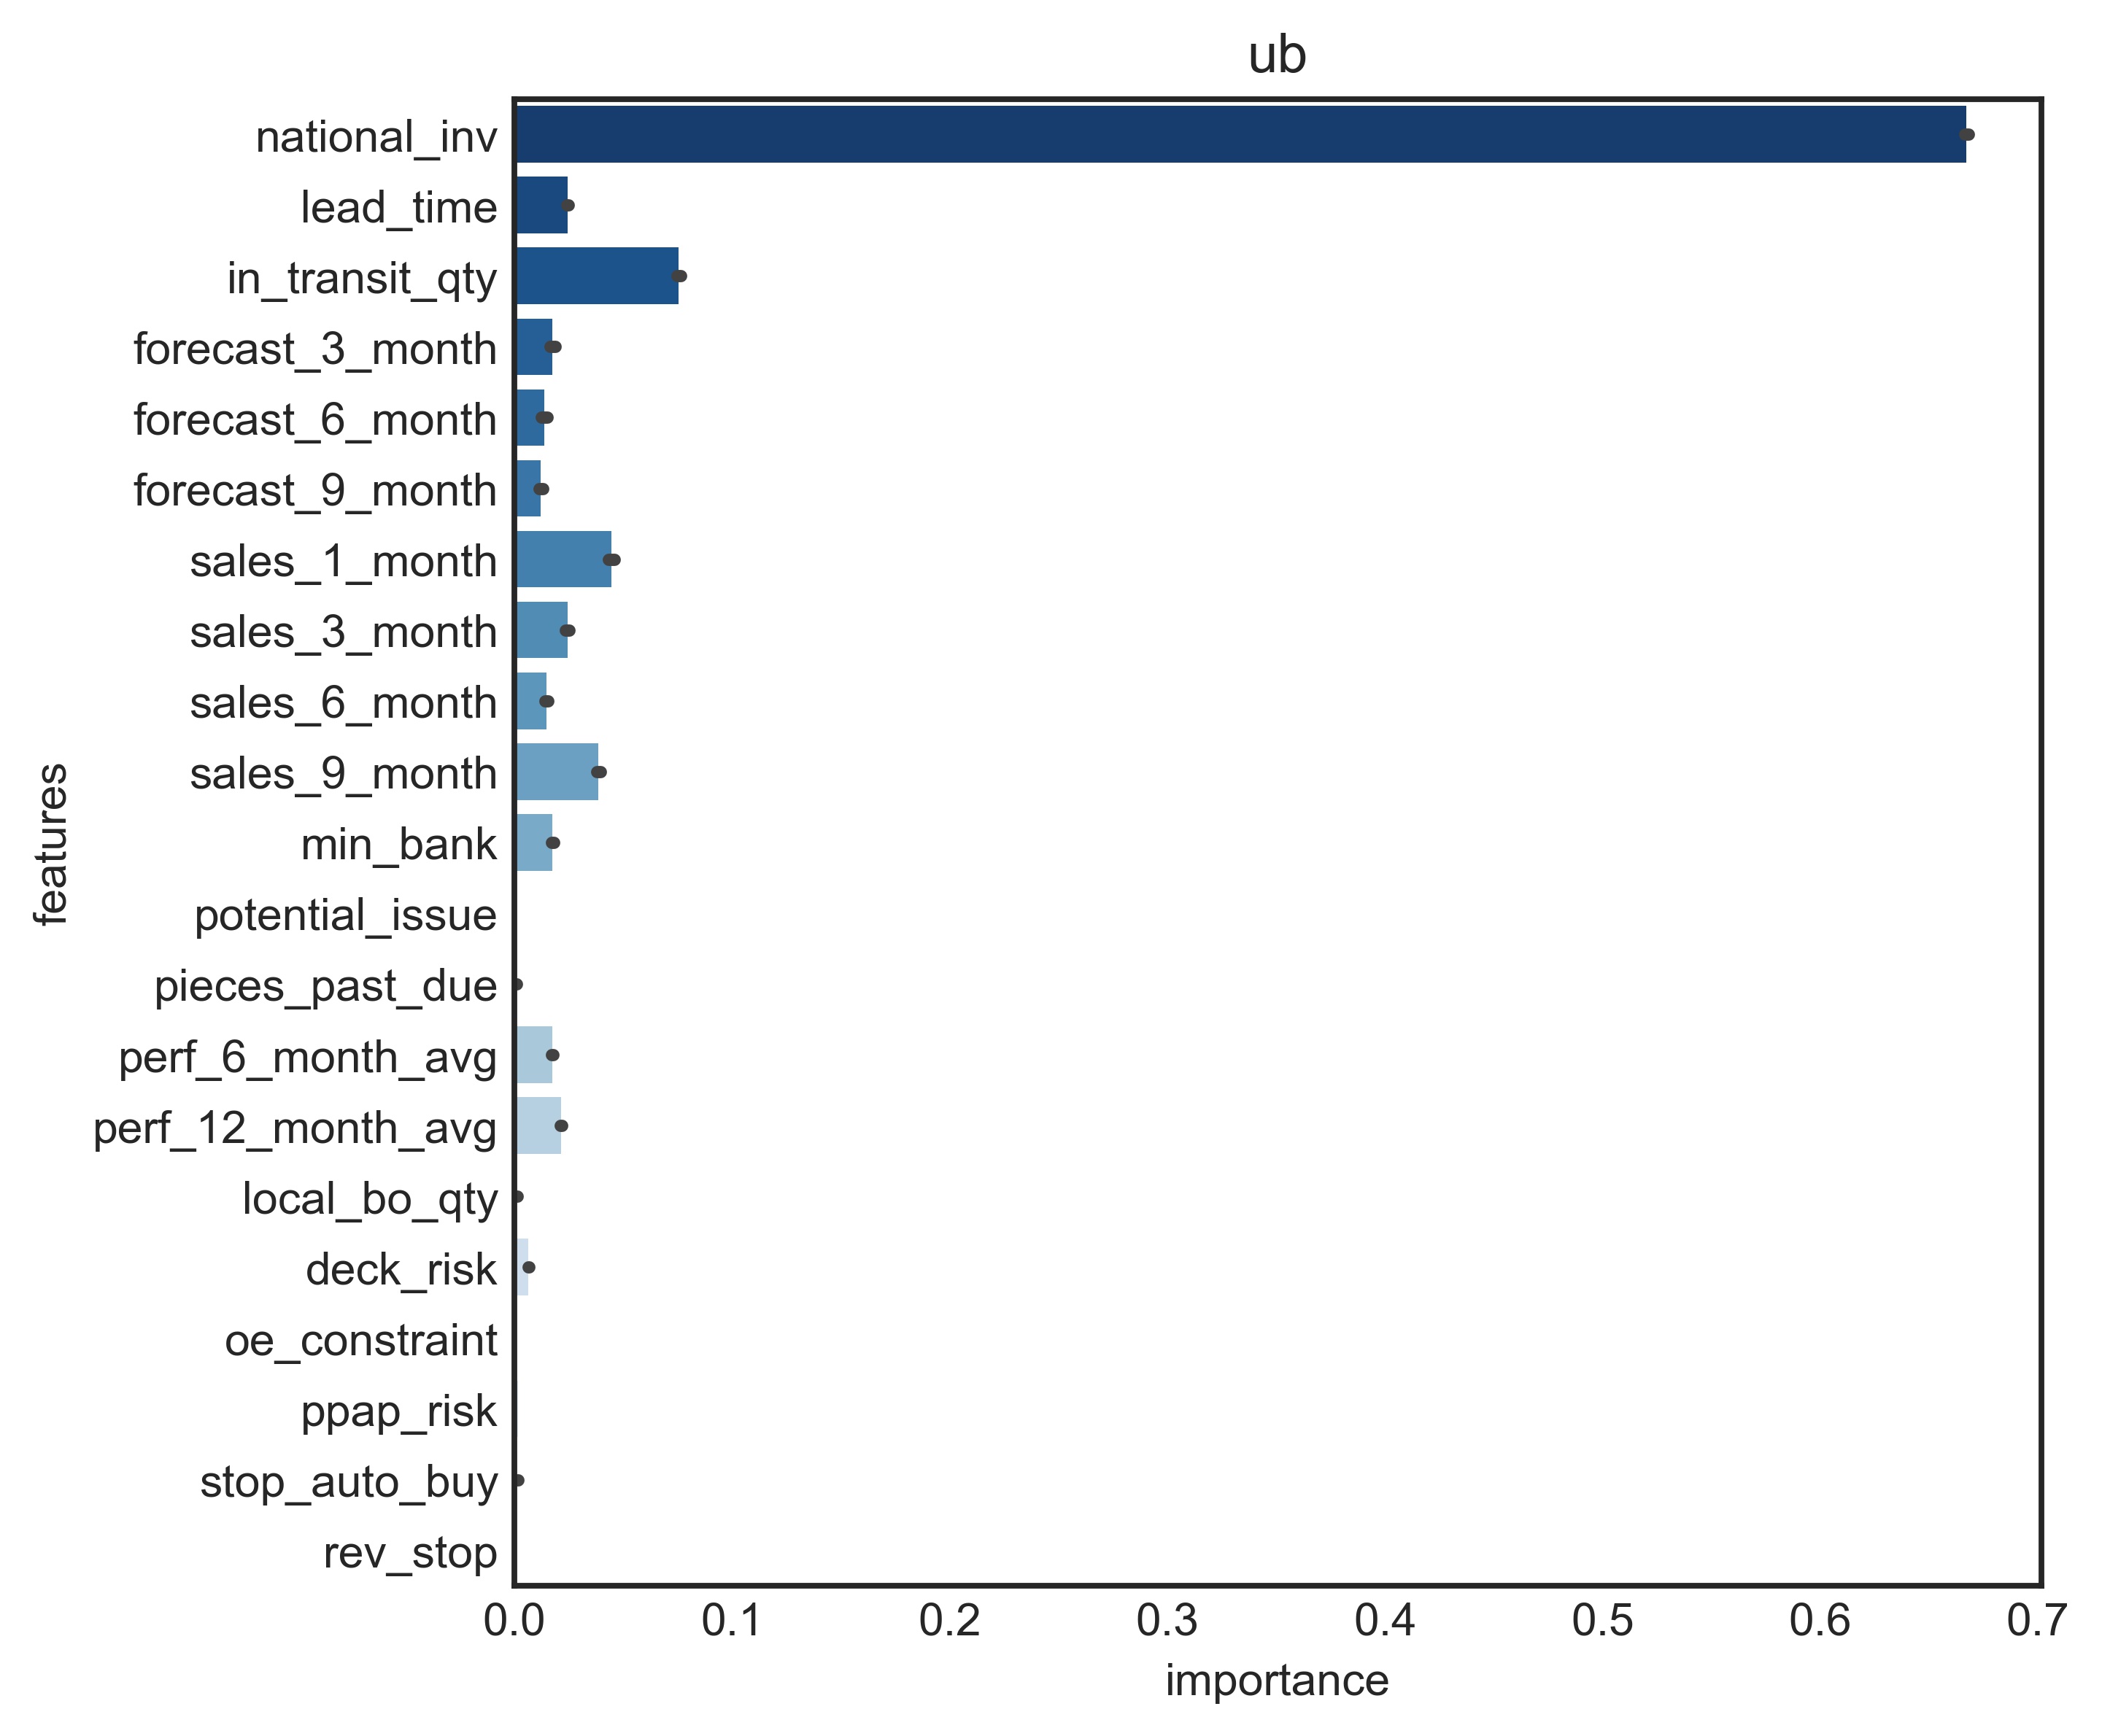 ub
national_inv
lead_time
in_transit_qty
forecast_3_month
forecast_6_month
forecast_9_month
sales_1_month
sales_3_month
sales_6_month
sales_9_month
min_bank
potential_issue
pieces_past_due
perf_6_month_avg
perf_12_month_avg
local_bo_qty
deck_risk
oe_constraint
ppap_risk
stop_auto_buy
rev_stop
features
0.0 0.1 0.2 0.3 0.4 0.5 0.6 0.7
importance